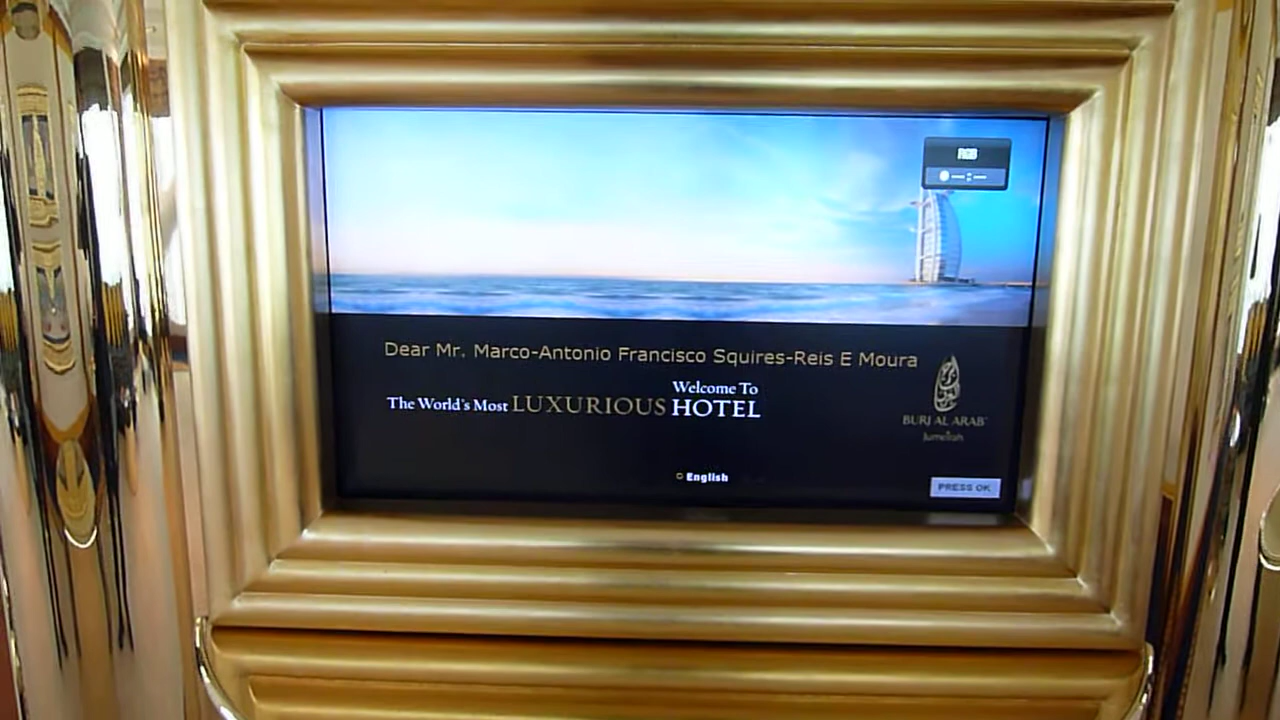 RGB
Dear Mr. Marco-Antonio Francisco Squires-Reis E Moura
Welcome To
The World's Most LUXURIOUS HOTEL
BURJ AL ARAB
Jumeirah
English
PRESS OK